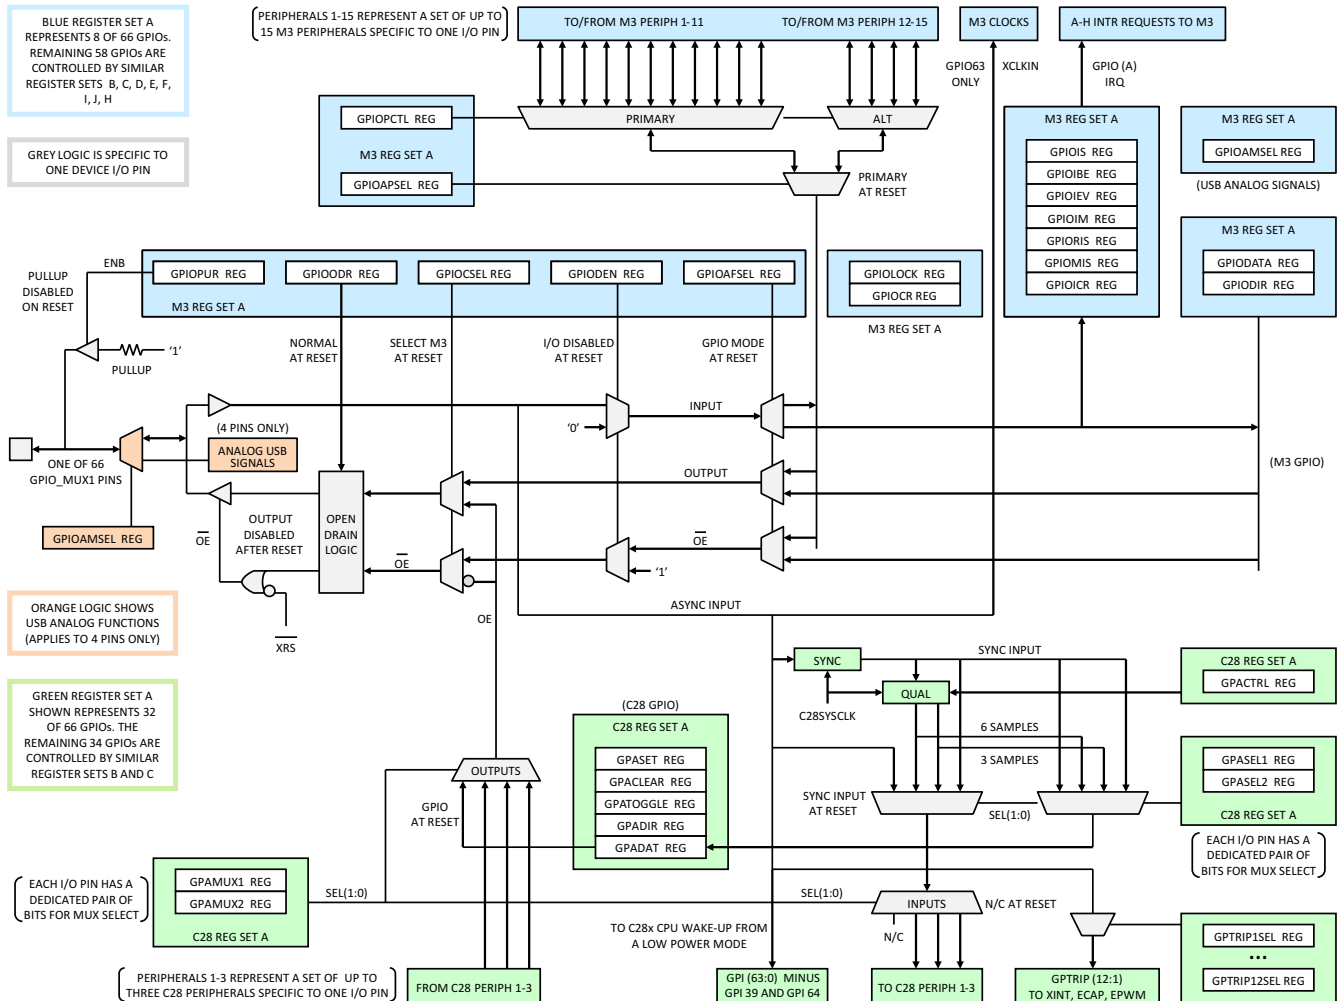 BLUE REGISTER SET A
REPRESENTS 8 OF 66 GPIOs.
REMAINING 58 GPIOs ARE
CONTROLLED BY SIMILAR
REGISTER SETS B, C, D, E, F,
I, J, H
PERIPHERALS 1-15 REPRESENT A SET OF UP TO
15 M3 PERIPHERALS SPECIFIC TO ONE I/O PIN
TO/FROM M3 PERIPH 1-11
TO/FROM M3 PERIPH 12-15
M3 CLOCKS
A-H INTR REQUESTS TO M3
GPIO63
ONLY
XCLKIN
GPIO (A)
IRQ
GREY LOGIC IS SPECIFIC TO
ONE DEVICE I/O PIN
GPIOPCTL REG
M3 REG SET A
GPIOAPSEL REG
PRIMARY
ALT
PRIMARY
AT RESET
M3 REG SET A
GPIOIS REG
GPIOIBE REG
GPIOIEV REG
GPIOIM REG
GPIORIS REG
GPIOMIS REG
GPIOICR REG
M3 REG SET A
GPIOAMSEL REG
(USB ANALOG SIGNALS)
M3 REG SET A
GPIODATA REG
GPIODIR REG
PULLUP
DISABLED
ON RESET
ENB
GPIOPUR REG
GPIOODR REG
GPIOCSEL REG
GPIODEN REG
GPIOAFSEL REG
M3 REG SET A
GPIOLOCK REG
GPIOCR REG
M3 REG SET A
NORMAL
AT RESET
SELECT M3
AT RESET
I/O DISABLED
AT RESET
GPIO MODE
AT RESET
'1'
PULLUP
(4 PINS ONLY)
ANALOG USB
SIGNALS
ONE OF 66
GPIO_MUX1 PINS
'0'
INPUT
OUTPUT
(M3 GPIO)
GPIOAMSEL REG
OE
OUTPUT
DISABLED
AFTER RESET
OPEN
DRAIN
LOGIC
OE
OE
'1'
XRS
OE
ASYNC INPUT
ORANGE LOGIC SHOWS
USB ANALOG FUNCTIONS
(APPLIES TO 4 PINS ONLY)
GREEN REGISTER SET A
SHOWN REPRESENTS 32
OF 66 GPIOs. THE
REMAINING 34 GPIOs ARE
CONTROLLED BY SIMILAR
REGISTER SETS B AND C
SYNC
SYNC INPUT
QUAL
C28SYSCLK
C28 REG SET A
GPACTRL REG
6 SAMPLES
3 SAMPLES
(C28 GPIO)
C28 REG SET A
GPASET REG
GPACLEAR REG
GPATOGGLE REG
GPADIR REG
GPADAT REG
OUTPUTS
GPIO
AT RESET
SYNC INPUT
AT RESET
SEL(1:0)
GPASEL1 REG
GPASEL2 REG
C28 REG SET A
EACH I/O PIN HAS A
DEDICATED PAIR OF
BITS FOR MUX SELECT
EACH I/O PIN HAS A
DEDICATED PAIR OF
BITS FOR MUX SELECT
GPAMUX1 REG
GPAMUX2 REG
C28 REG SET A
SEL(1:0)
SEL(1:0)
INPUTS
N/C AT RESET
N/C
TO C28x CPU WAKE-UP FROM
A LOW POWER MODE
GPTRIP1SEL REG
...
GPTRIP12SEL REG
PERIPHERALS 1-3 REPRESENT A SET OF UP TO
THREE C28 PERIPHERALS SPECIFIC TO ONE I/O PIN
FROM C28 PERIPH 1-3
GPI (63:0) MINUS
GPI 39 AND GPI 64
TO C28 PERIPH 1-3
GPTRIP (12:1)
TO XINT, ECAP, EPWM